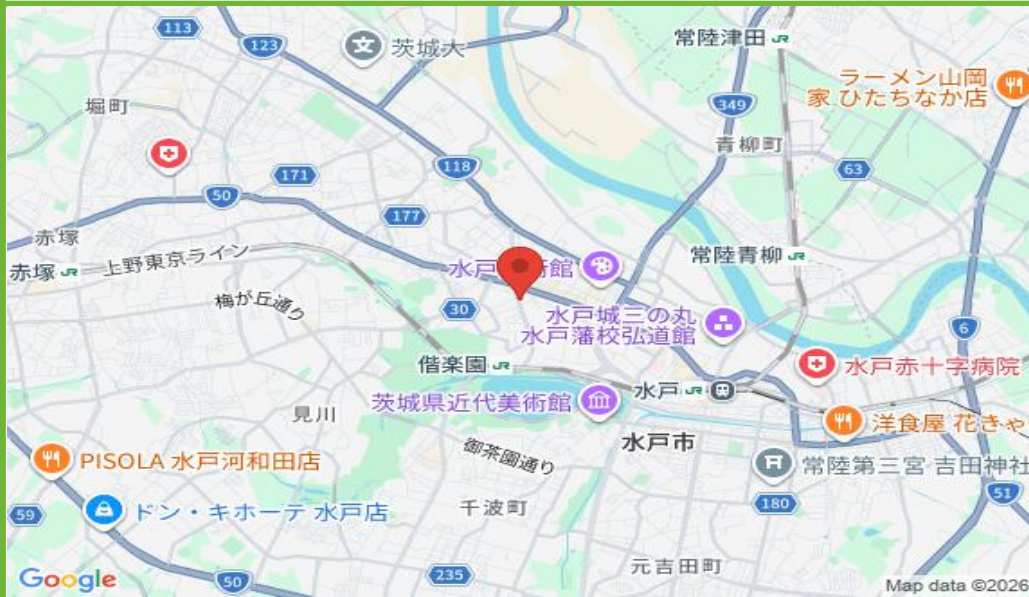 113
123
茨城大
常陸津田
JR
ラーメン山岡
家 ひたちなか店
堀町
349
青柳町
118
63
171
50
177
赤塚
赤塚 JR
上野東京ライン
水戸
術館
常陸青柳 JR
梅が丘通り
30
水戸城三の丸
水戸藩校弘道館
6
偕楽園 JR
水戸 JR
水戸赤十字病院
茨城県近代美術館
見川
水戸市
洋食屋 花きゃ
御茶園通り
PISOLA 水戸河和田店
常陸第三宮 吉田神社
51
180
千波町
59
ドン・キホーテ 水戸店
元吉田町
235
50
Google
Map data ©2026